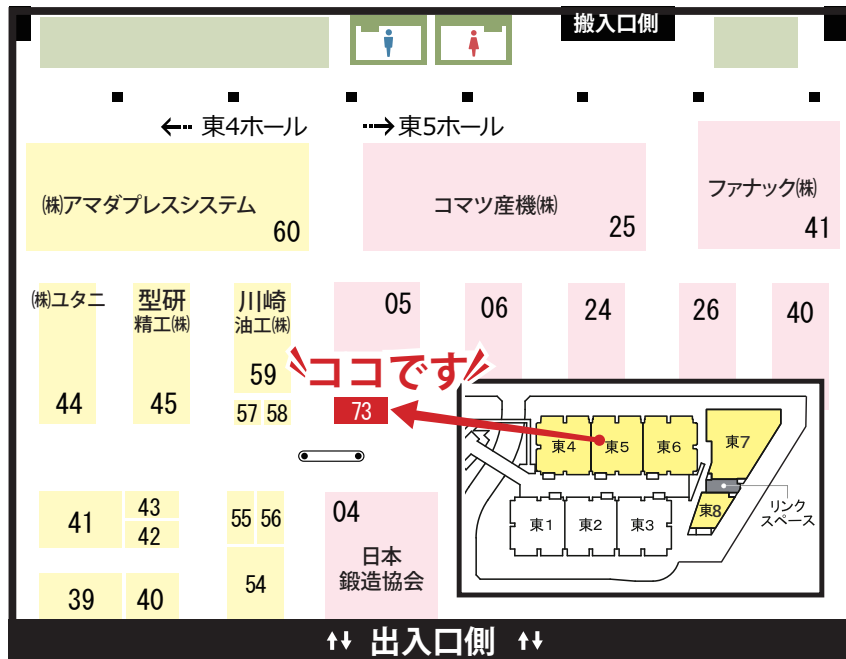 搬入口側
東4ホール
東5ホール
㈱アマダプレスシステム
60
コマツ産機㈱
25
ファナック㈱
41
㈱ユタニ
44
型研
精工㈱
45
川崎
油工㈱
59
57 58
05
06
24
26
40
ココです
73
東4
東5
東6
東7
東8
リンク
スペース
東1
東2
東3
41
43
42
55 56
04
日本
鍛造協会
39
40
54
出入口側